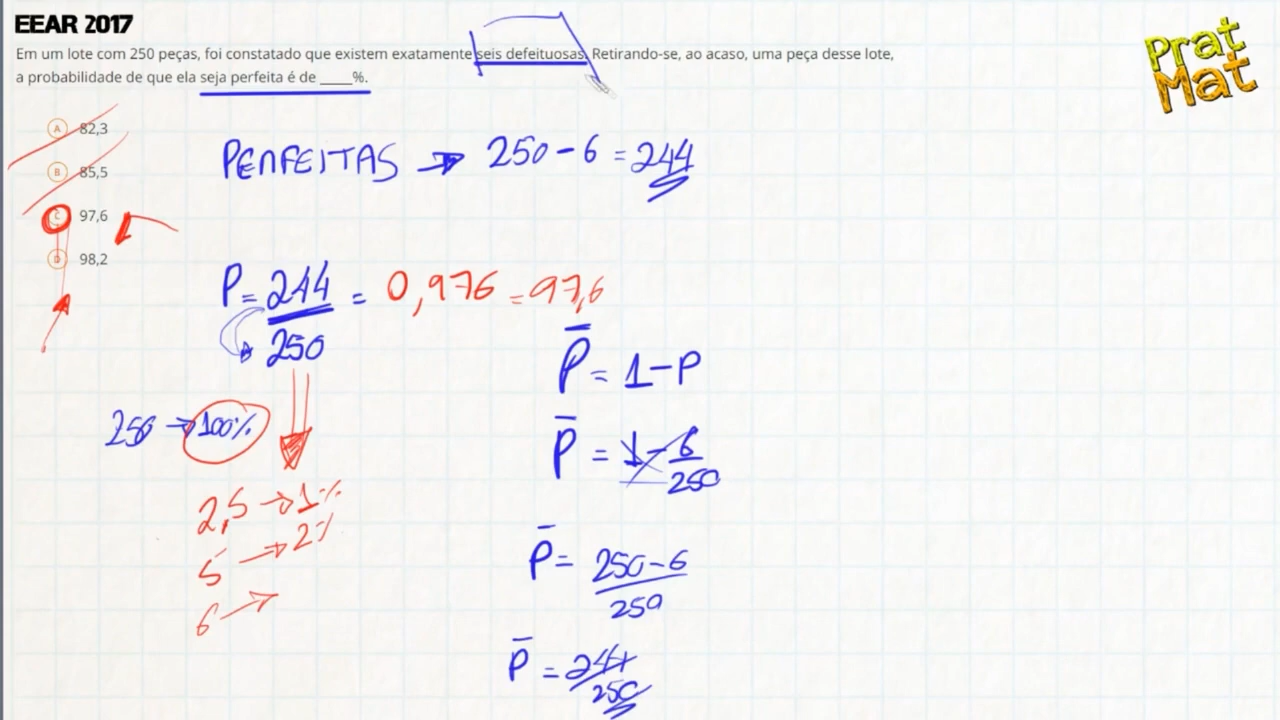 EEAR 2017
Em um lote com 250 peças, foi constatado que existem exatamente seis defeituosas. Retirando-se, ao acaso, uma peça desse lote,
a probabilidade de que ela seja perfeita é de _____%.
Prat
Mat
A 82,3
B 85,5
C 97,6
D 98,2
PERFEITAS → 250 - 6 = 244
P = 244 = 0,976 = 97,6
250
P̅ = 1 - P
250 → 100%
P̅ = 1 - 6
250
2,5 → 1%
5 → 2%
6 →
P̅ = 250 - 6
250
P̅ = 244
250